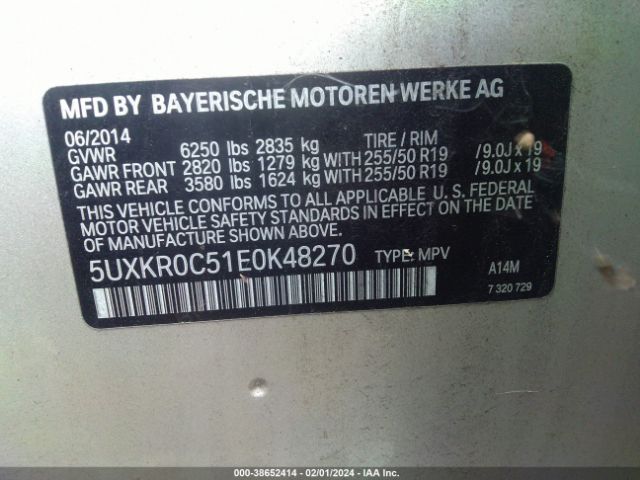 MFD BY BAYERISCHE MOTOREN WERKE AG
06/2014
GVWR 6250 lbs 2835 kg TIRE / RIM
GAWR FRONT 2820 lbs 1279 kg WITH 255/50 R19 /9.0J x 19
GAWR REAR 3580 lbs 1624 kg WITH 255/50 R19 /9.0J x 19
THIS VEHICLE CONFORMS TO ALL APPLICABLE U. S. FEDERAL
MOTOR VEHICLE SAFETY STANDARDS IN EFFECT ON THE DATE
OF MANUFACTURE SHOWN ABOVE.
5UXKR0C51E0K48270 TYPE: MPV
A14M
7 320 729
000-38652414 - 02/01/2024 - IAA Inc.